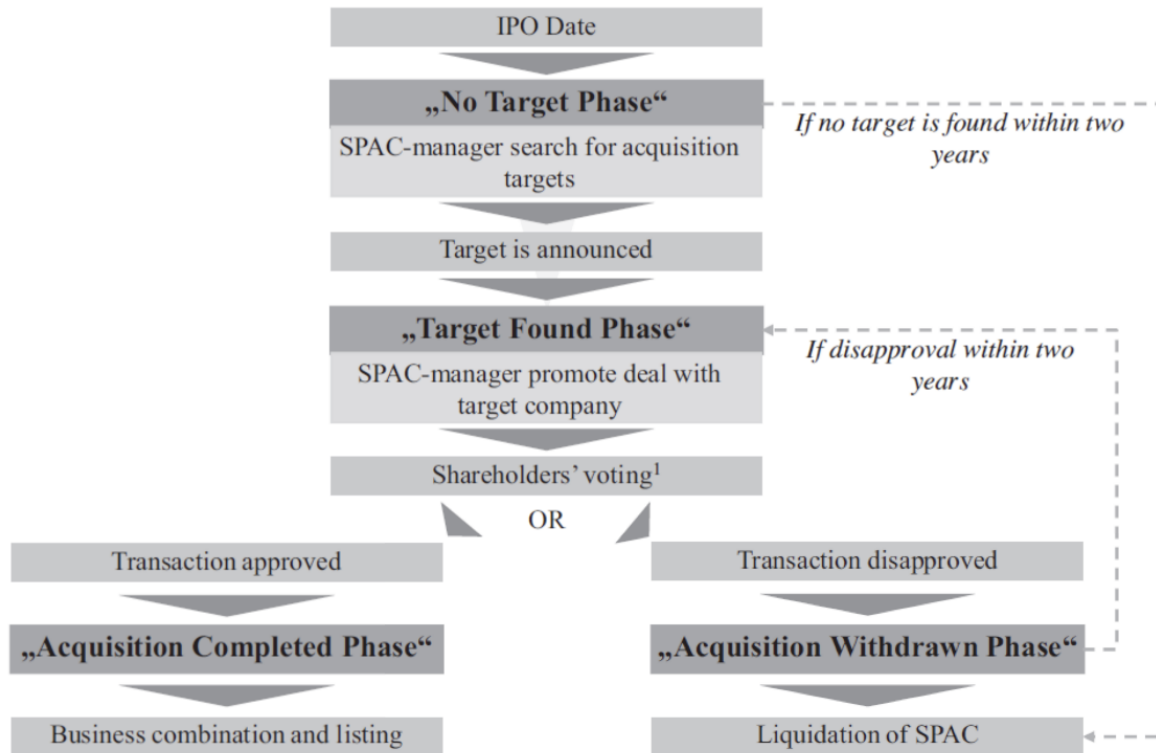 IPO Date
„No Target Phase“
If no target is found within two
years
SPAC-manager search for acquisition
targets
Target is announced
„Target Found Phase“
If disapproval within two
years
SPAC-manager promote deal with
target company
Shareholders’ voting¹
OR
Transaction approved
Transaction disapproved
„Acquisition Completed Phase“
„Acquisition Withdrawn Phase“
Business combination and listing
Liquidation of SPAC